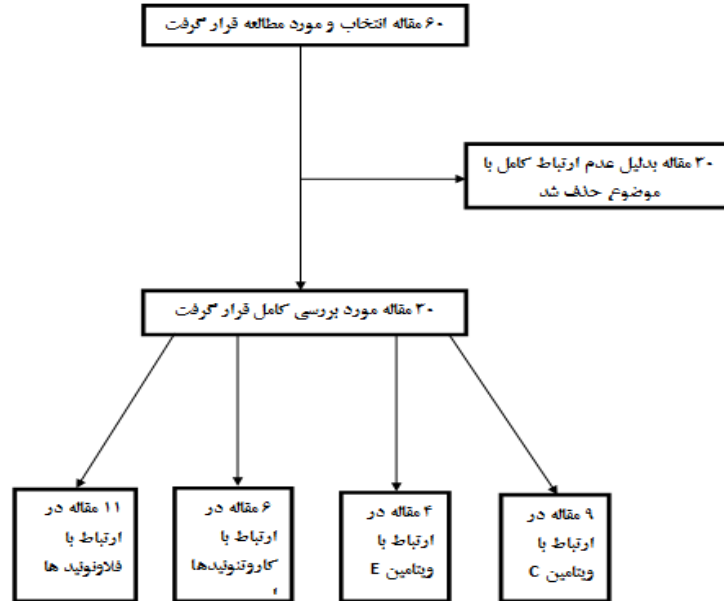 ۶۰ مقاله انتخاب و مورد مطالعه قرار گرفت
۳۰ مقاله بدلیل عدم ارتباط کامل با
موضوع حذف شد
۳۰ مقاله مورد بررسی کامل قرار گرفت
۹ مقاله در
ارتباط با
ویتامین C
۴ مقاله در
ارتباط با
ویتامین E
۶ مقاله در
ارتباط با
کاروتنوئیدها
۱۱ مقاله در
ارتباط با
فلاونوئید ها